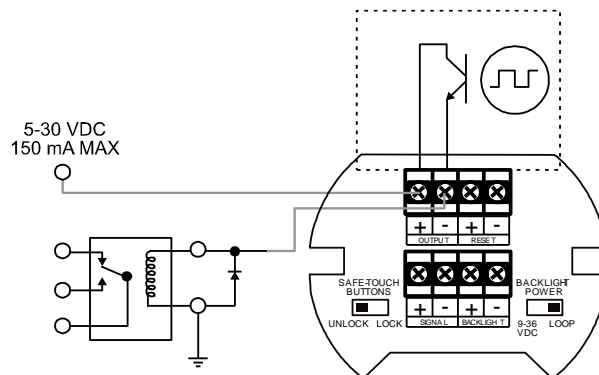 5-30 VDC
150 mA MAX
+ - + -
OUTPUT RESET
SAFE-TOUCH
BUTTONS
BACKLIGHT
POWER
+ - + -
SIGNAL BACKLIGHT
UNLOCK LOCK
9-36
VDC
LOOP